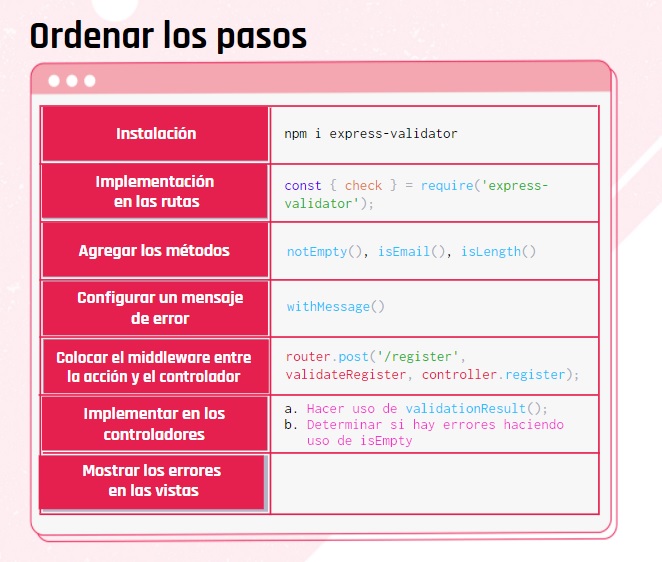 Ordenar los pasos
Instalación
npm i express-validator
Implementación
en las rutas
const { check } = require('express-
validator');
Agregar los métodos
notEmpty(), isEmail(), isLength()
Configurar un mensaje
de error
withMessage()
Colocar el middleware entre
la acción y el controlador
router.post('/register',
validateRegister, controller.register);
Implementar en los
controladores
a. Hacer uso de validationResult();
b. Determinar si hay errores haciendo
uso de isEmpty
Mostrar los errores
en las vistas